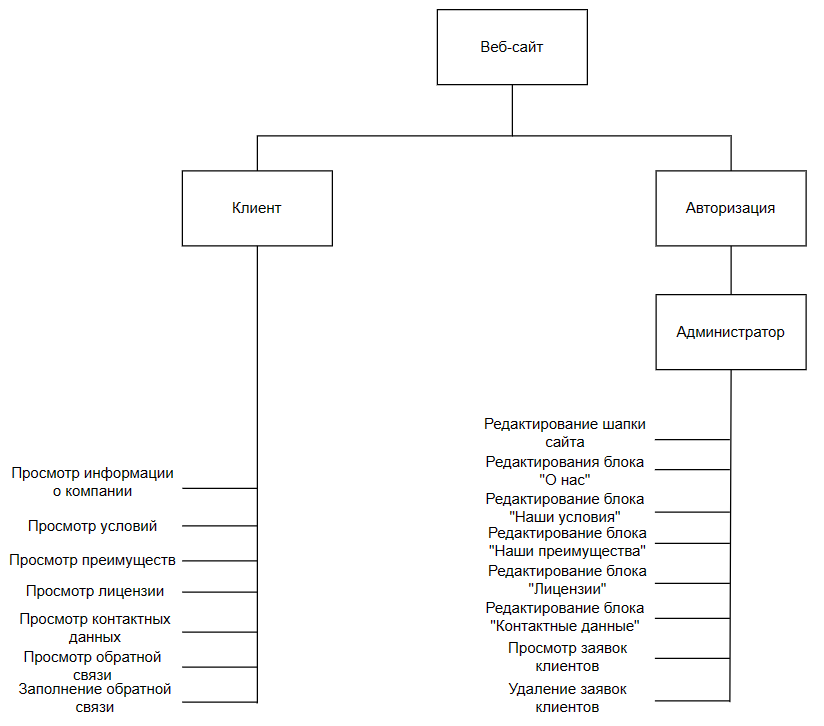 Веб-сайт
Клиент
Авторизация
Администратор
Просмотр информации
о компании
Просмотр условий
Просмотр преимуществ
Просмотр лицензии
Просмотр контактных
данных
Просмотр обратной
связи
Заполнение обратной
связи
Редактирование шапки
сайта
Редактирования блока
"О нас"
Редактирование блока
"Наши условия"
Редактирование блока
"Наши преимущества"
Редактирование блока
"Лицензии"
Редактирование блока
"Контактные данные"
Просмотр заявок
клиентов
Удаление заявок
клиентов